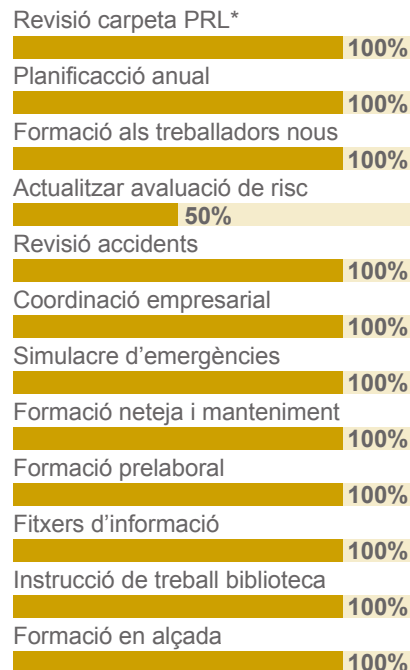 Revisió carpeta PRL*
100%
Planificacció anual
100%
Formació als treballadors nous
100%
Actualitzar avaluació de risc
50%
Revisió accidents
100%
Coordinació empresarial
100%
Simulacre d’emergències
100%
Formació neteja i manteniment
100%
Formació prelaboral
100%
Fitxers d’informació
100%
Instrucció de treball biblioteca
100%
Formació en alçada
100%